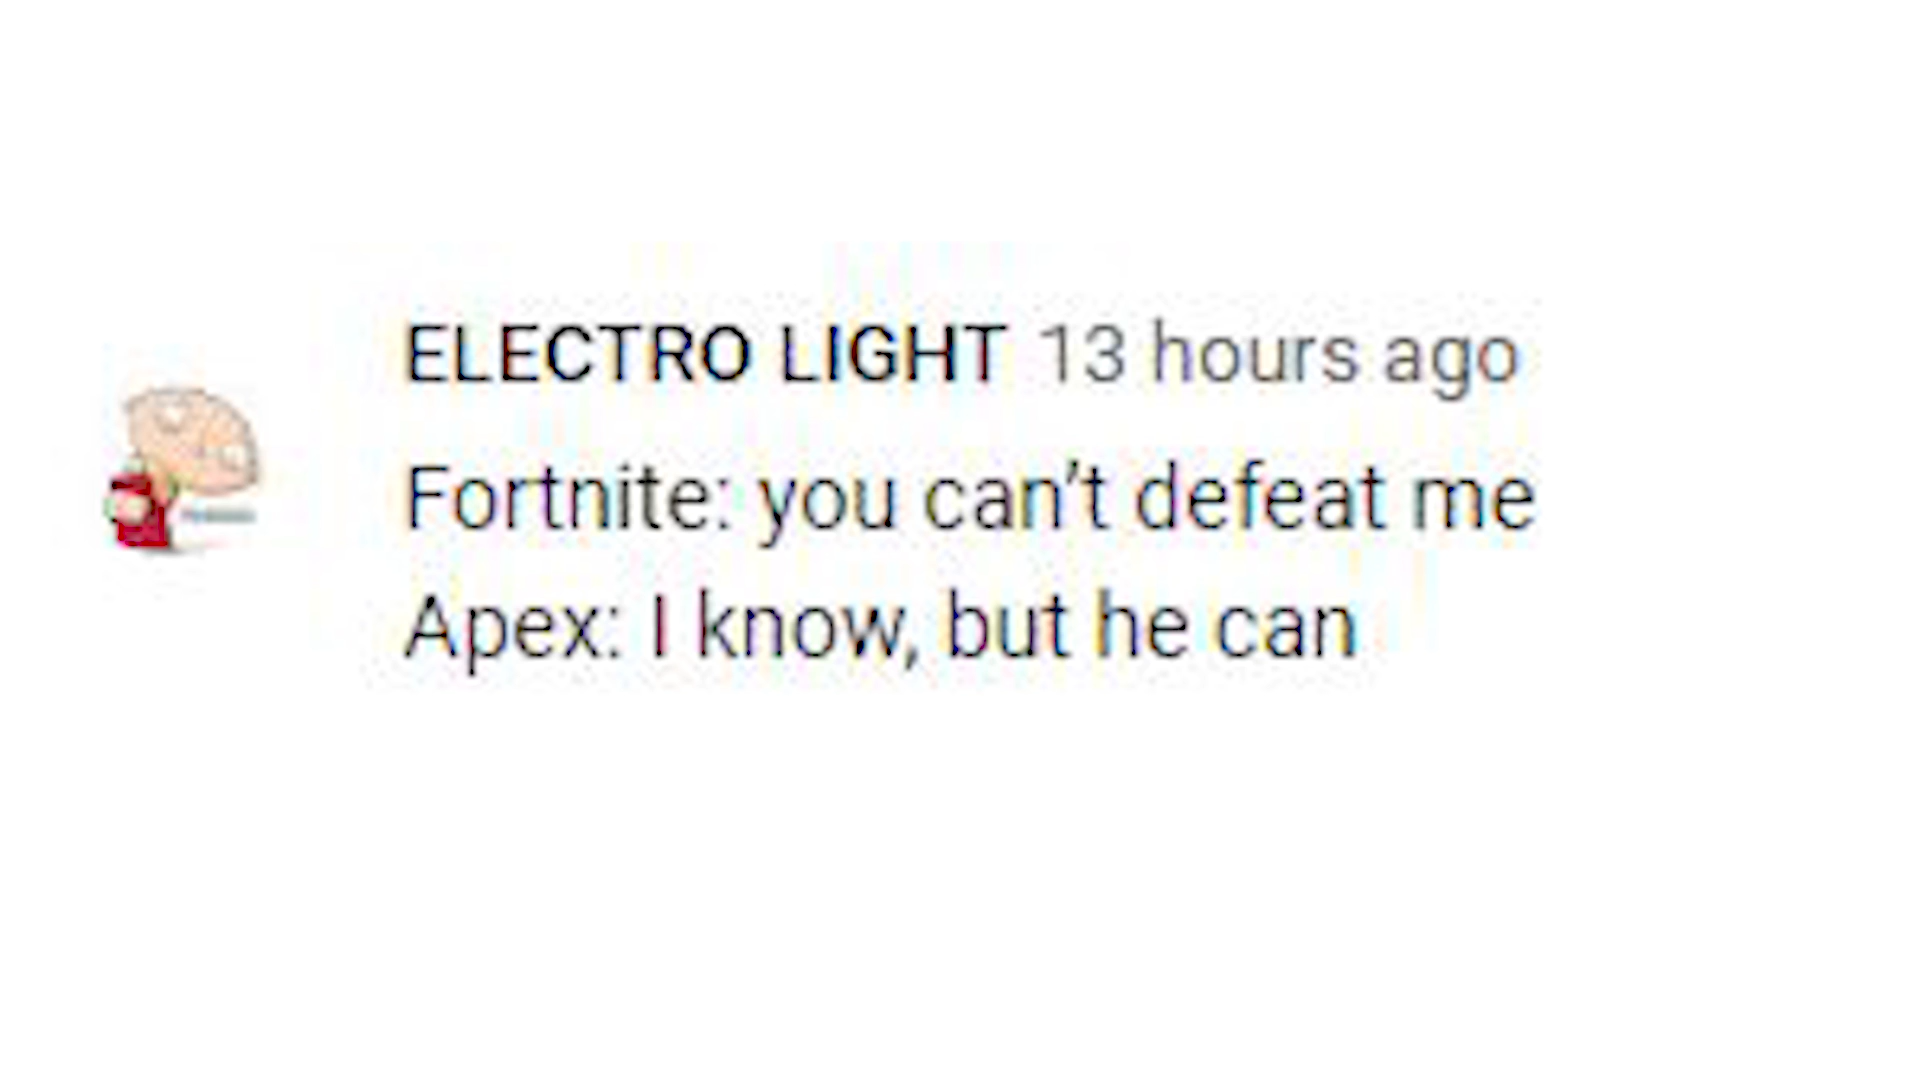 ELECTRO LIGHT 13 hours ago
Fortnite: you can't defeat me
Apex: I know, but he can